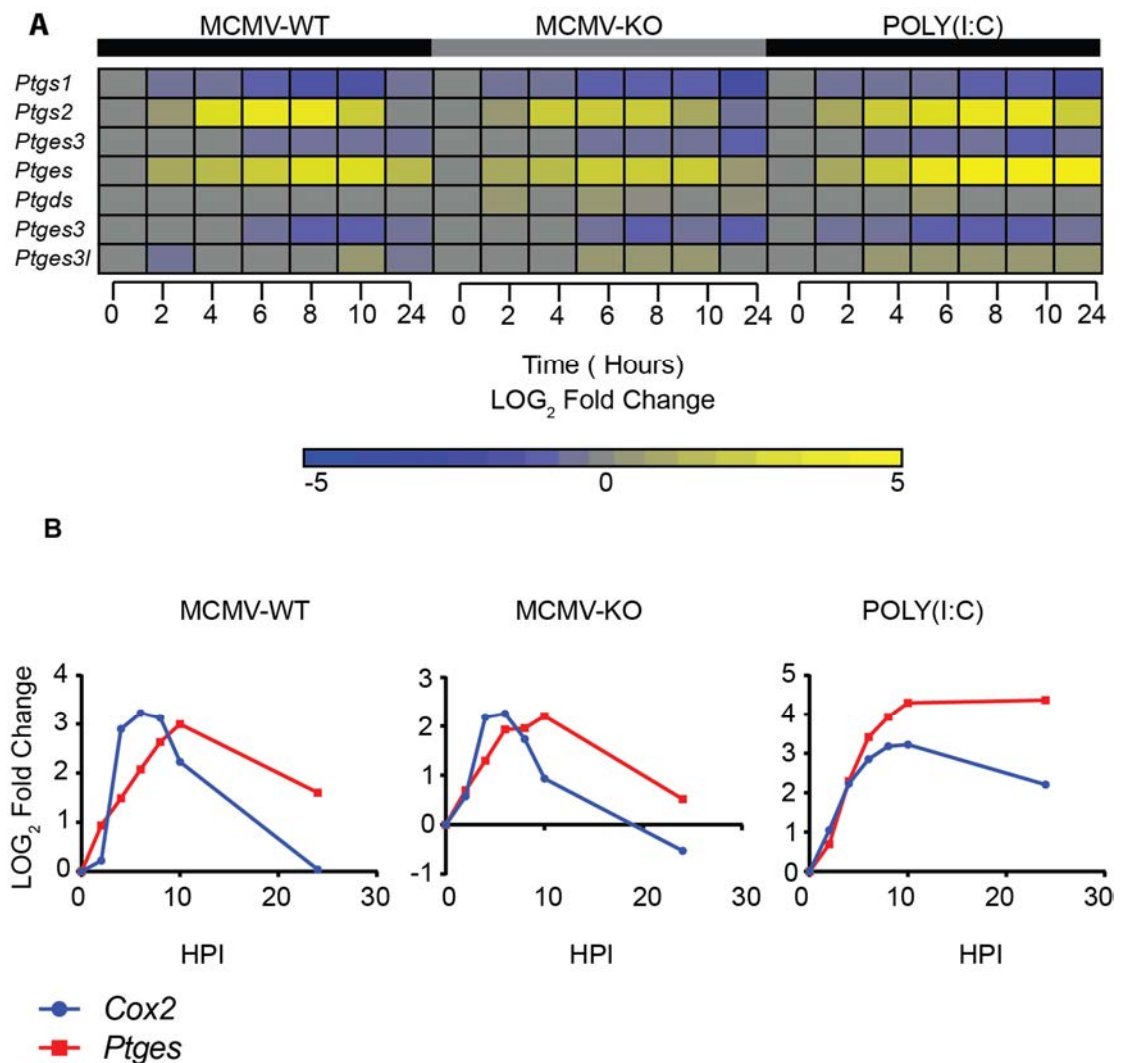 A
MCMV-WT MCMV-KO POLY(I:C)
Ptgs1
Ptgs2
Ptges3
Ptges
Ptgds
Ptges3
Ptges3l
0 2 4 6 8 10 24 0 2 4 6 8 10 24 0 2 4 6 8 10 24
Time ( Hours)
LOG₂ Fold Change
-5 0 5
B
MCMV-WT MCMV-KO POLY(I:C)
LOG₂ Fold Change
4
3
2
1
0
0 10 20 30
HPI
3
2
1
0
-1
0 10 20 30
HPI
5
4
3
2
1
0
0 10 20 30
HPI
Cox2
Ptges